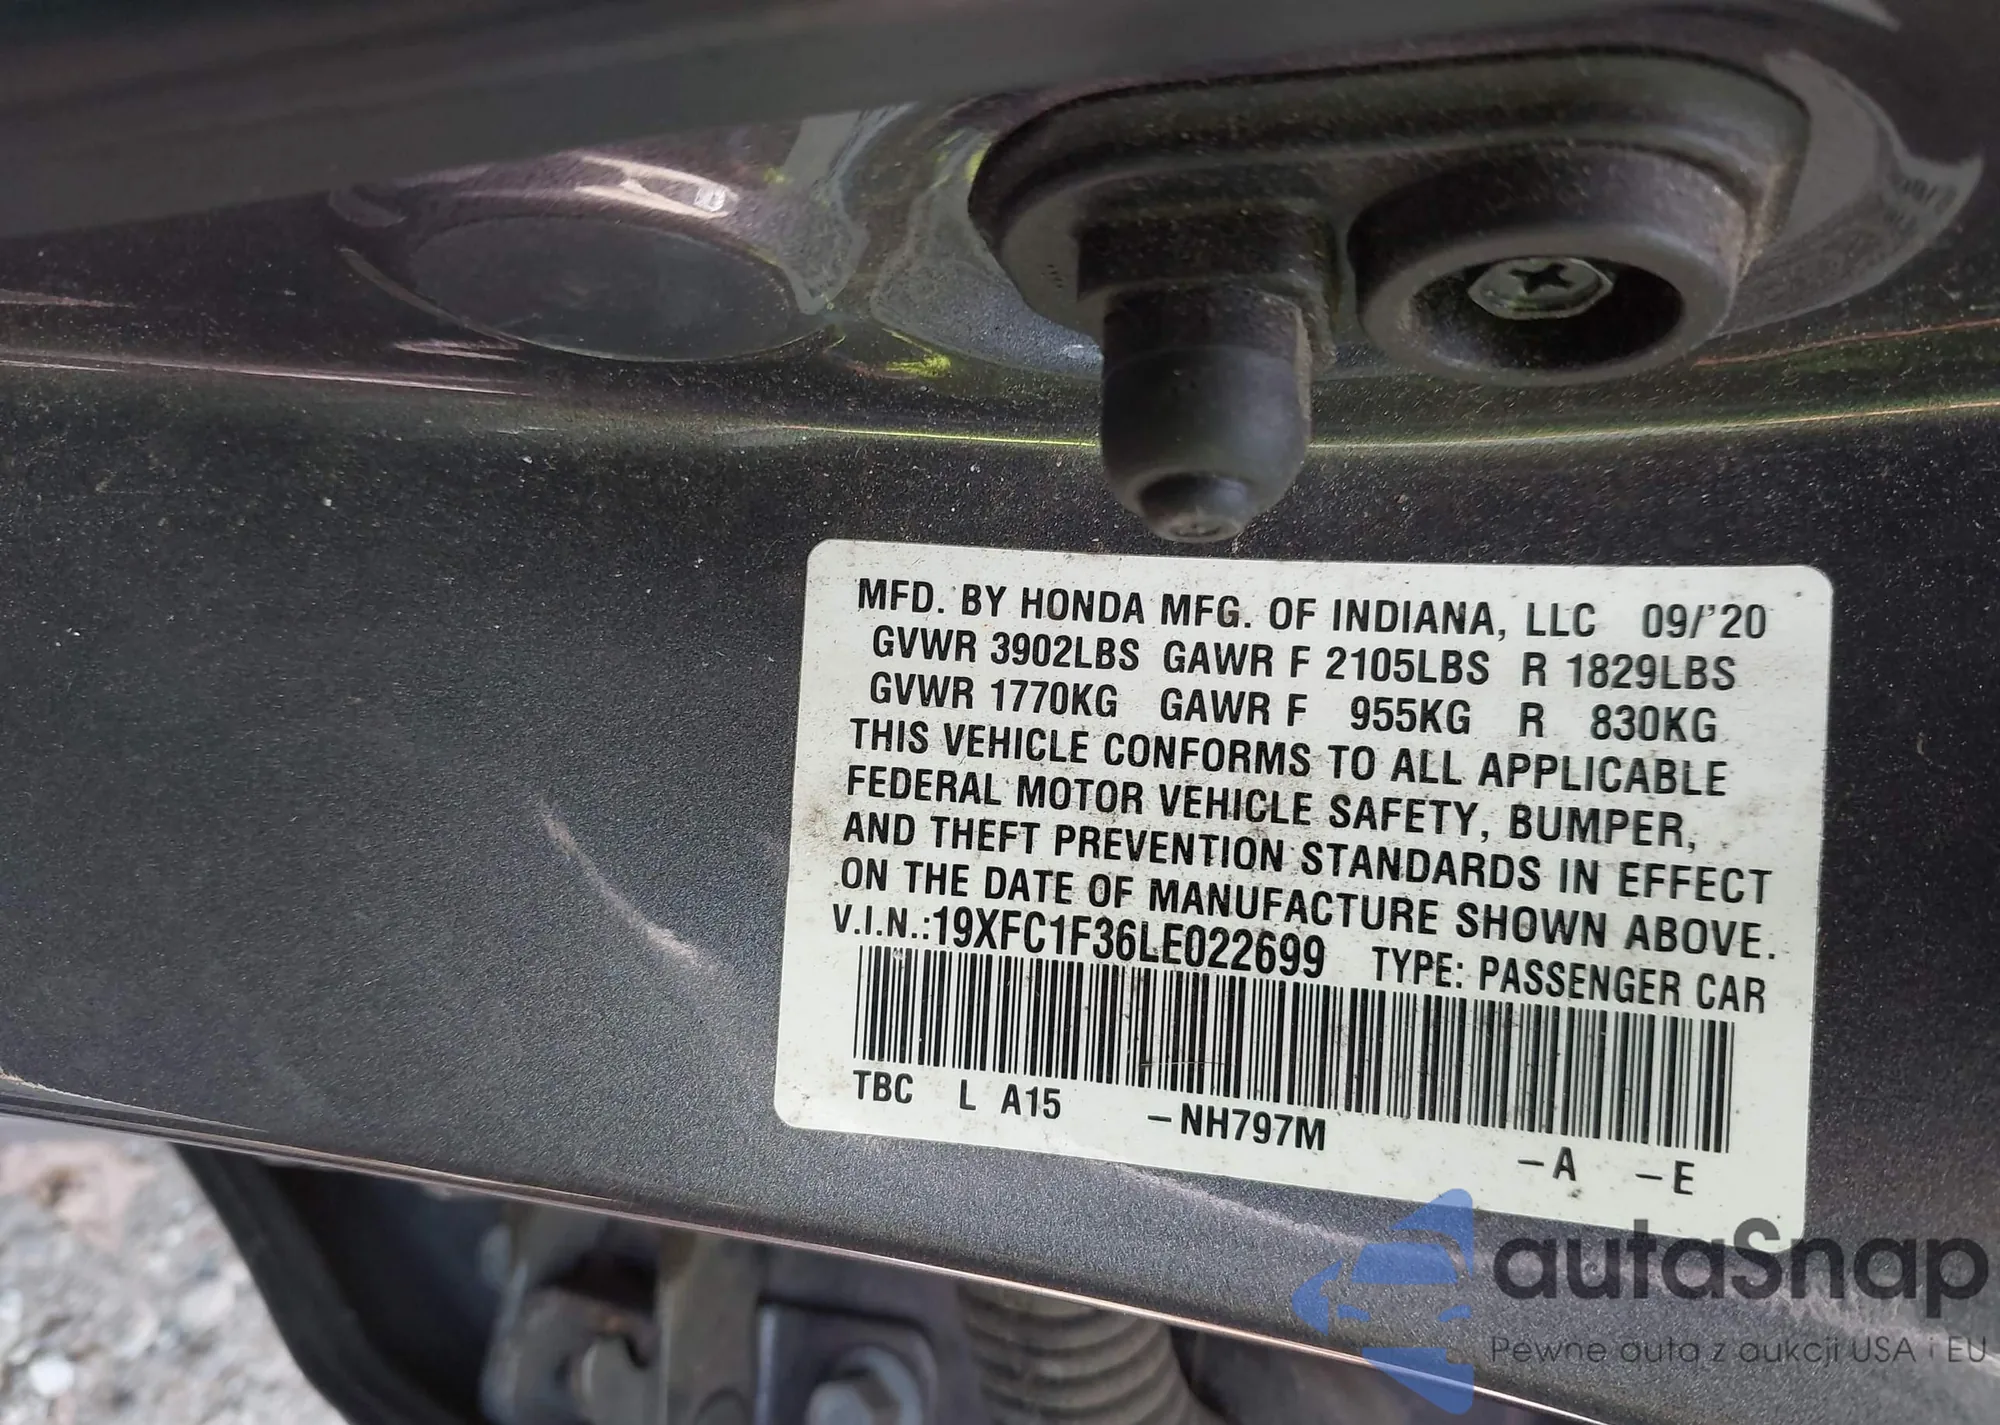 MFD. BY HONDA MFG. OF INDIANA, LLC 09/'20
GVWR 3902LBS GAWR F 2105LBS R 1829LBS
GVWR 1770KG GAWR F 955KG R 830KG
THIS VEHICLE CONFORMS TO ALL APPLICABLE
FEDERAL MOTOR VEHICLE SAFETY, BUMPER,
AND THEFT PREVENTION STANDARDS IN EFFECT
ON THE DATE OF MANUFACTURE SHOWN ABOVE.
V.I.N.:19XFC1F36LE022699 TYPE: PASSENGER CAR
TBC L A15 -NH797M -A -E
autaSnap
Pewne auta z aukcji USA i EU